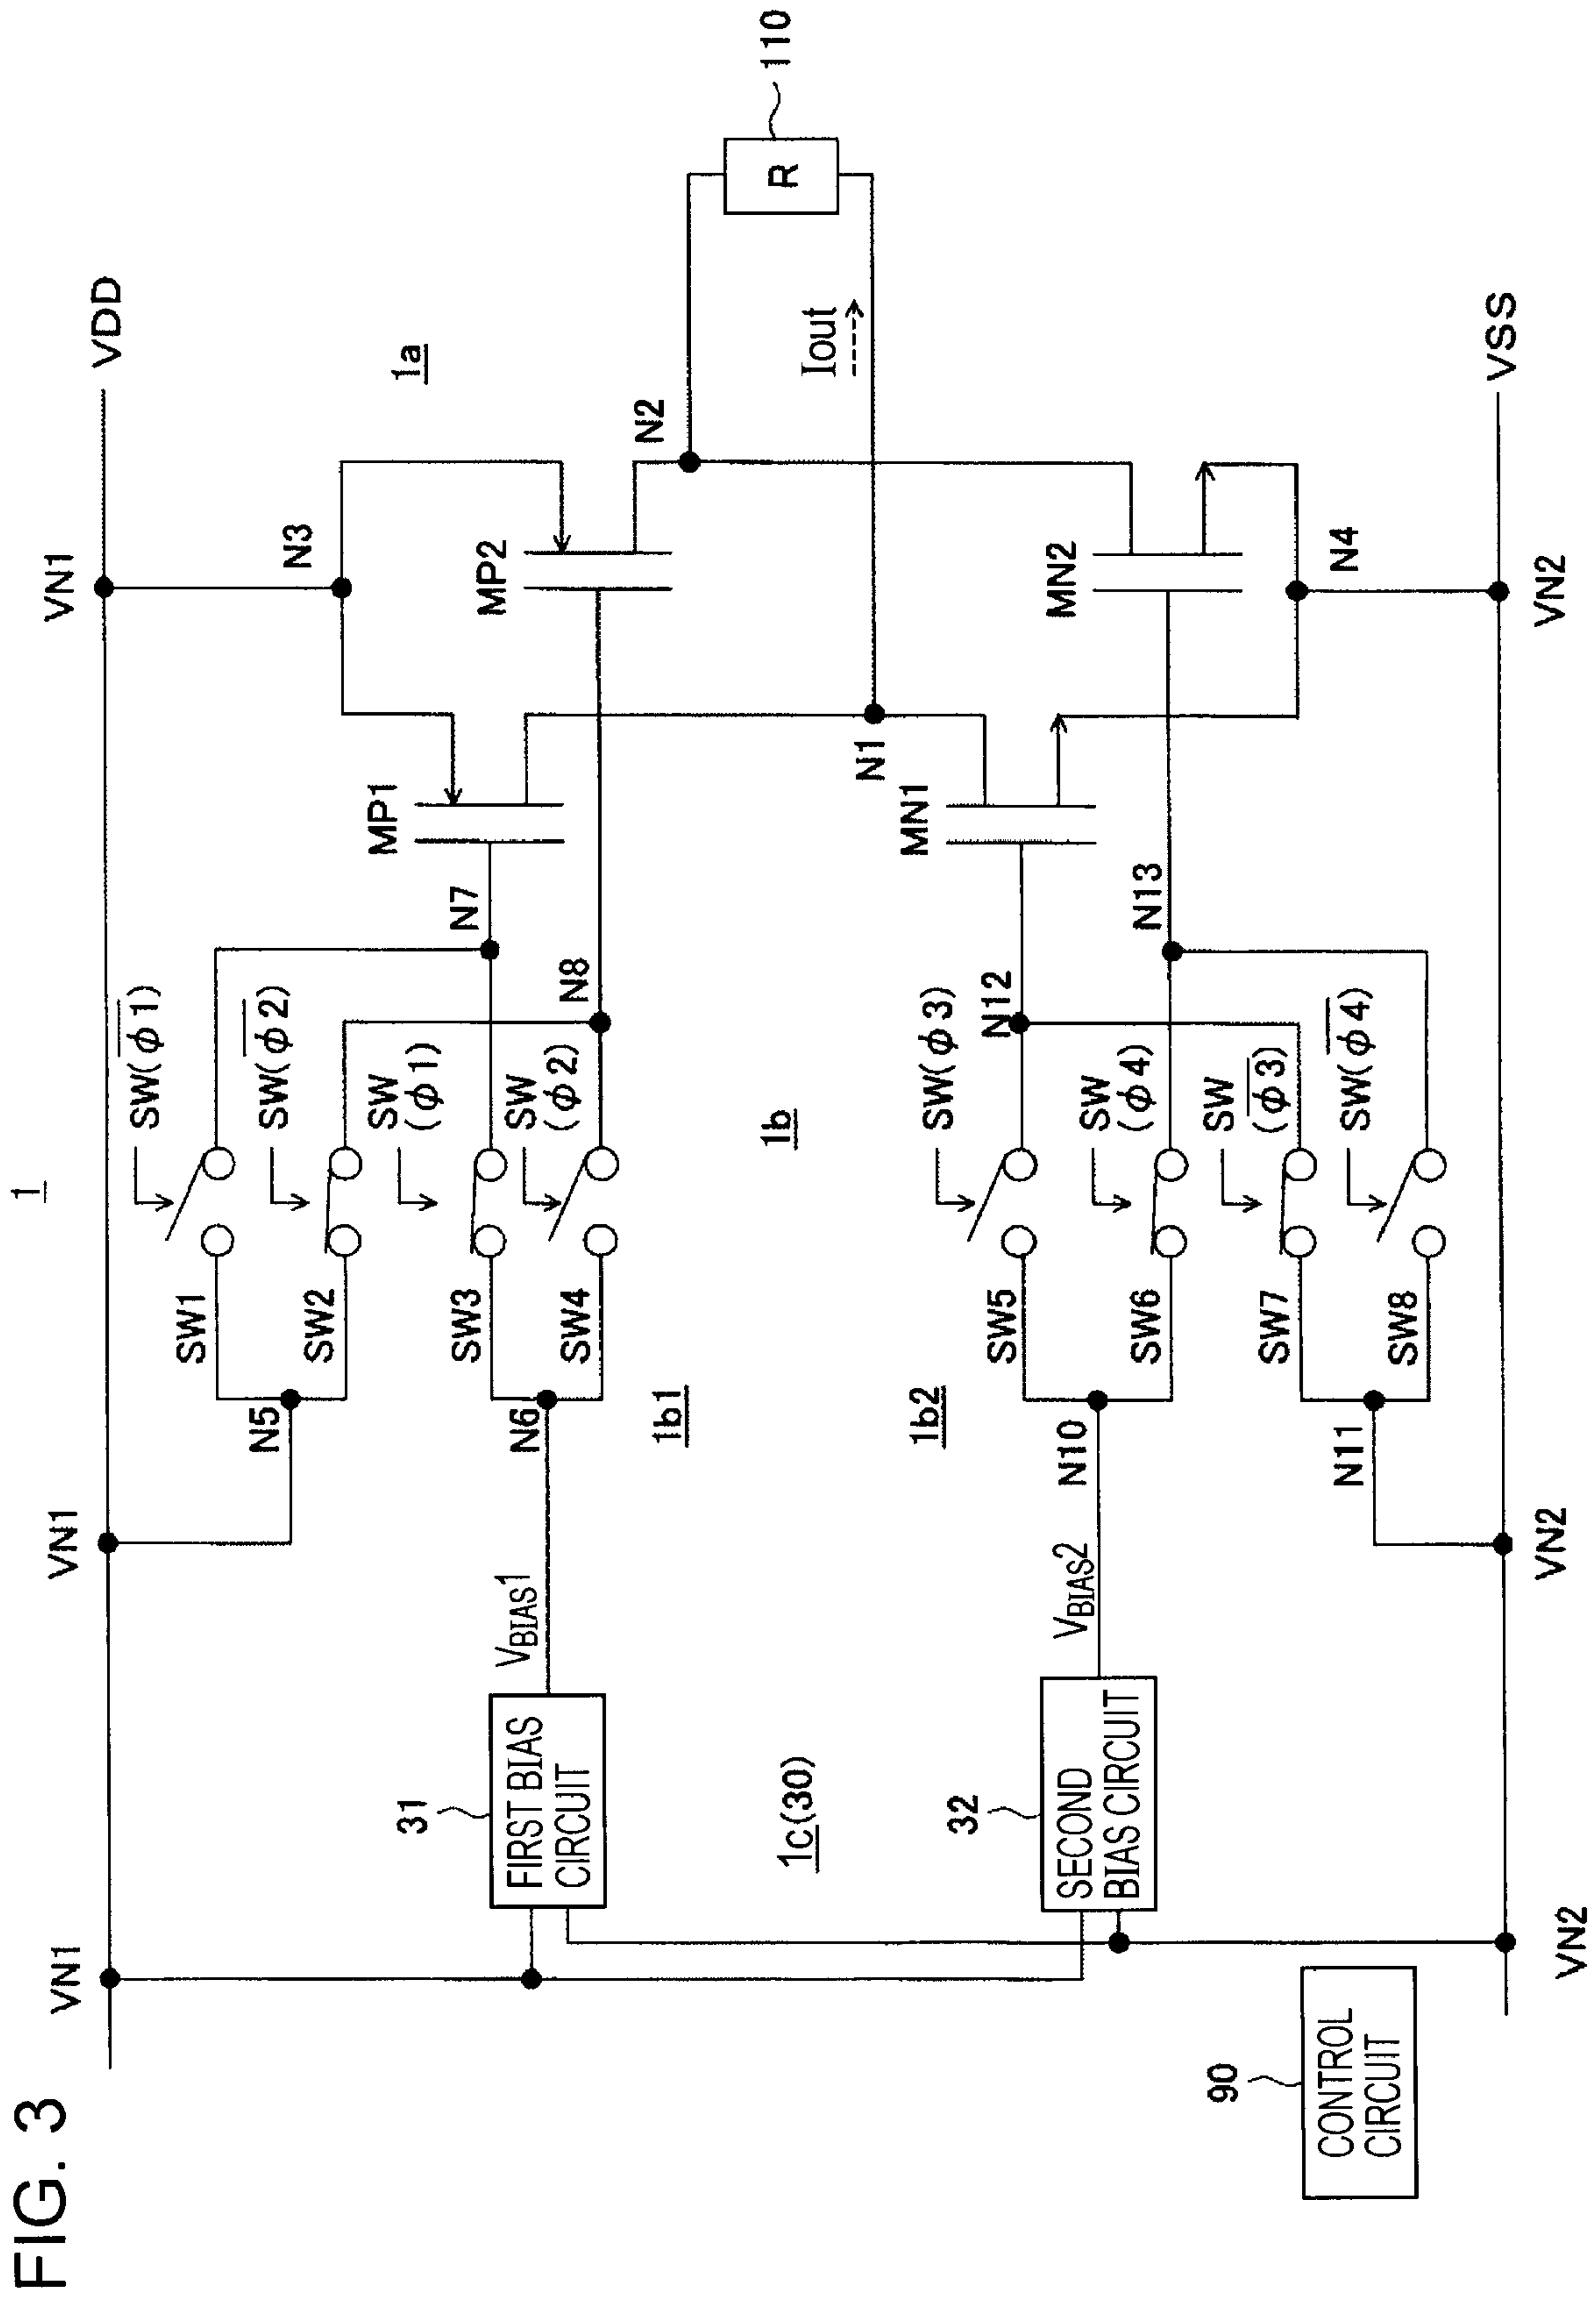 FIG. 3
1
VN1
VN1
VN1
VDD
SW1
SW(φ1)
SW2
SW(φ2)
SW3
SW
(φ1)
SW4
SW
(φ2)
N5
N6
N7
N8
N3
MP1
MP2
1a
N2
110
R
Iout
N1
31
FIRST BIAS
CIRCUIT
VBIAS1
1b1
1b
1c(30)
32
SECOND
BIAS CIRCUIT
VBIAS2
1b2
N10
N11
SW5
SW(φ3)
SW6
SW
(φ4)
SW7
SW
(φ3)
SW8
SW(φ4)
N12
N13
MN1
MN2
N4
90
CONTROL
CIRCUIT
VN2
VN2
VN2
VSS